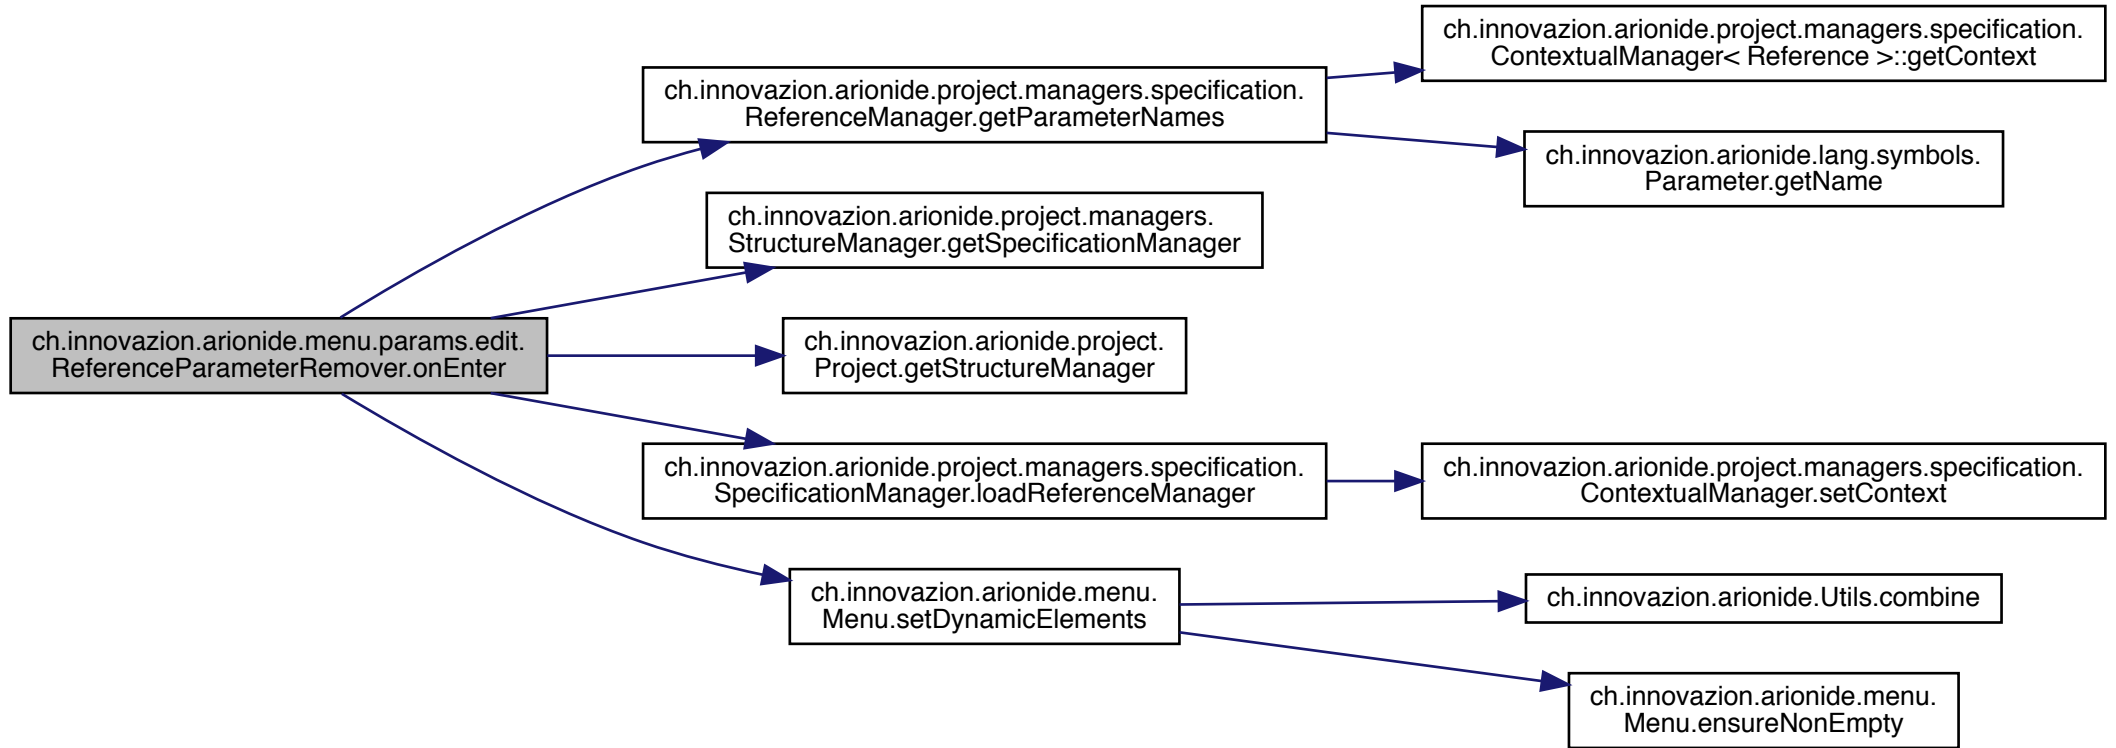 ch.innovazion.arionide.project.managers.specification.
ContextualManager< Reference >::getContext
ch.innovazion.arionide.project.managers.specification.
ReferenceManager.getParameterNames
ch.innovazion.arionide.lang.symbols.
Parameter.getName
ch.innovazion.arionide.project.managers.
StructureManager.getSpecificationManager
ch.innovazion.arionide.menu.params.edit.
ReferenceParameterRemover.onEnter
ch.innovazion.arionide.project.
Project.getStructureManager
ch.innovazion.arionide.project.managers.specification.
SpecificationManager.loadReferenceManager
ch.innovazion.arionide.project.managers.specification.
ContextualManager.setContext
ch.innovazion.arionide.menu.
Menu.setDynamicElements
ch.innovazion.arionide.Utils.combine
ch.innovazion.arionide.menu.
Menu.ensureNonEmpty